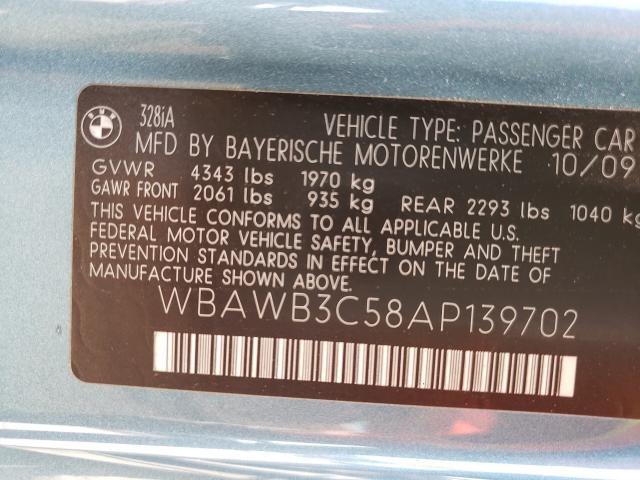 BMW
328iA
VEHICLE TYPE: PASSENGER CAR
MFD BY BAYERISCHE MOTORENWERKE 10/09
GVWR 4343 lbs 1970 kg
GAWR FRONT 2061 lbs 935 kg REAR 2293 lbs 1040 kg
THIS VEHICLE CONFORMS TO ALL APPLICABLE U.S.
FEDERAL MOTOR VEHICLE SAFETY, BUMPER AND THEFT
PREVENTION STANDARDS IN EFFECT ON THE DATE OF
MANUFACTURE SHOWN ABOVE.
WBAWB3C58AP139702